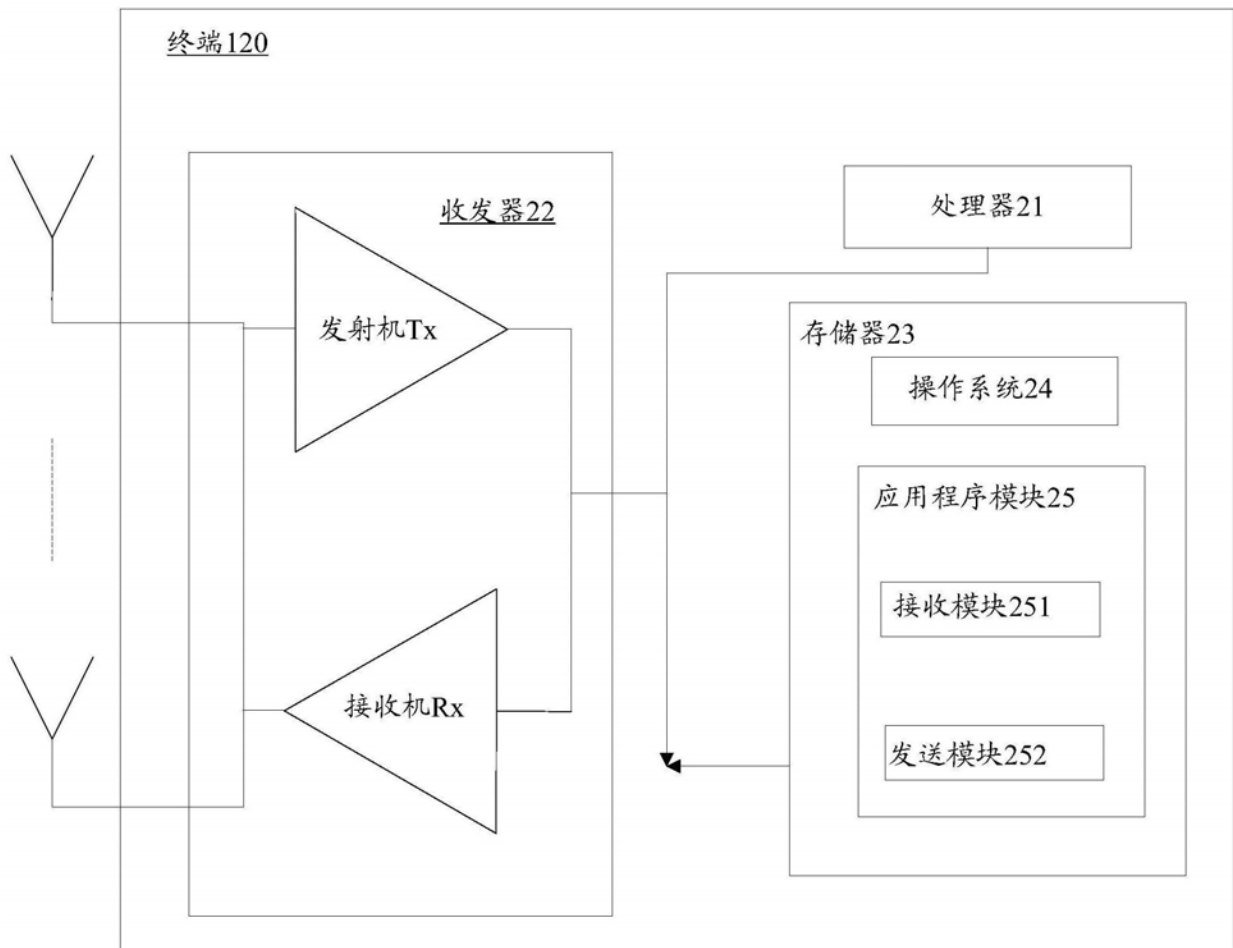 终端120
收发器22
发射机Tx
接收机Rx
处理器21
存储器23
操作系统24
应用程序模块25
接收模块251
发送模块252